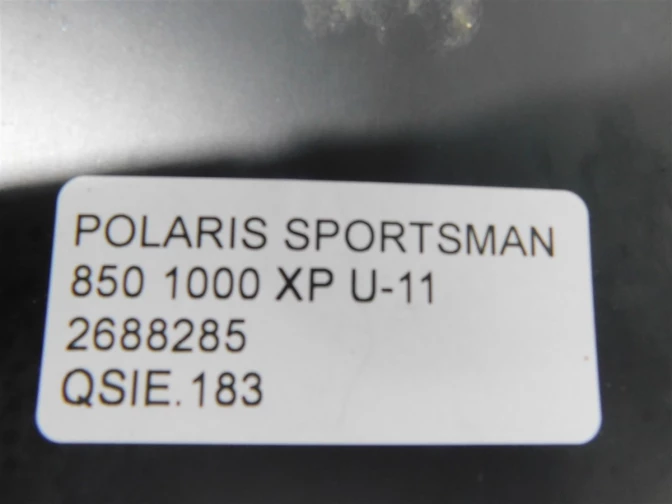 POLARIS SPORTSMAN
850 1000 XP U-11
2688285
QSIE.183